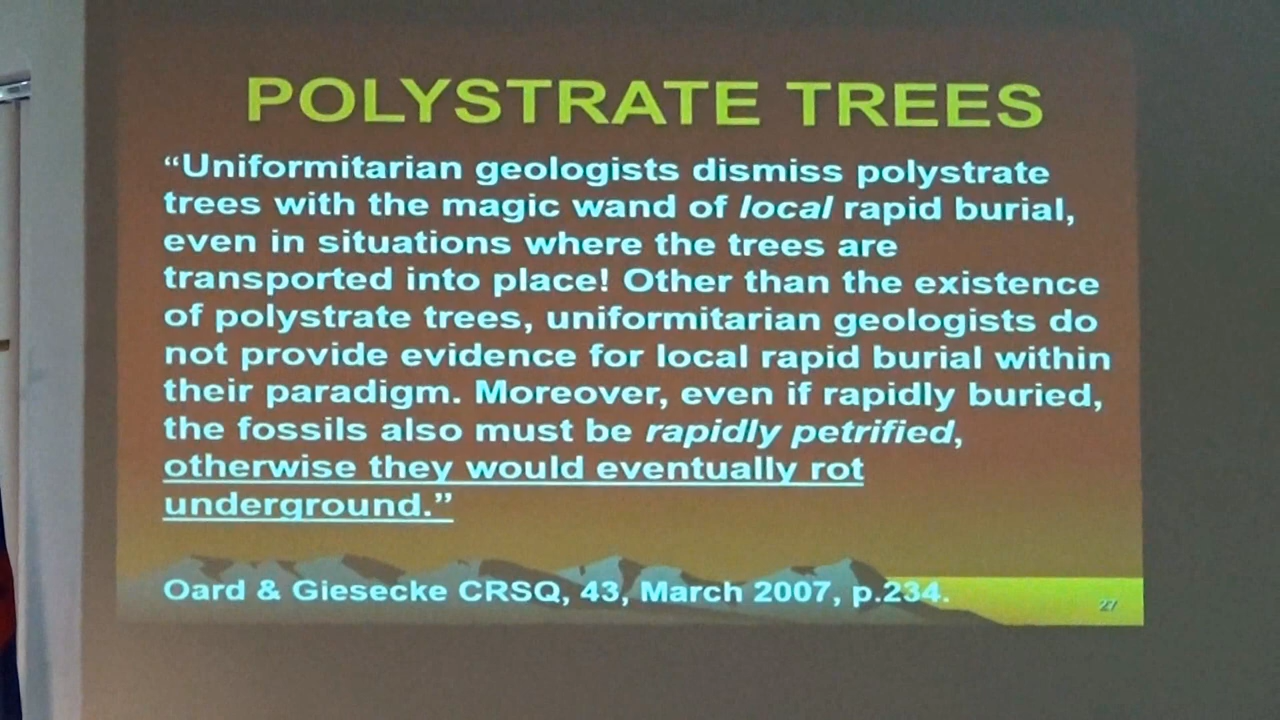 POLYSTRATE TREES
“Uniformitarian geologists dismiss polystrate
trees with the magic wand of local rapid burial,
even in situations where the trees are
transported into place! Other than the existence
of polystrate trees, uniformitarian geologists do
not provide evidence for local rapid burial within
their paradigm. Moreover, even if rapidly buried,
the fossils also must be rapidly petrified,
otherwise they would eventually rot
underground.”
Oard & Giesecke CRSQ, 43, March 2007, p.234.
27